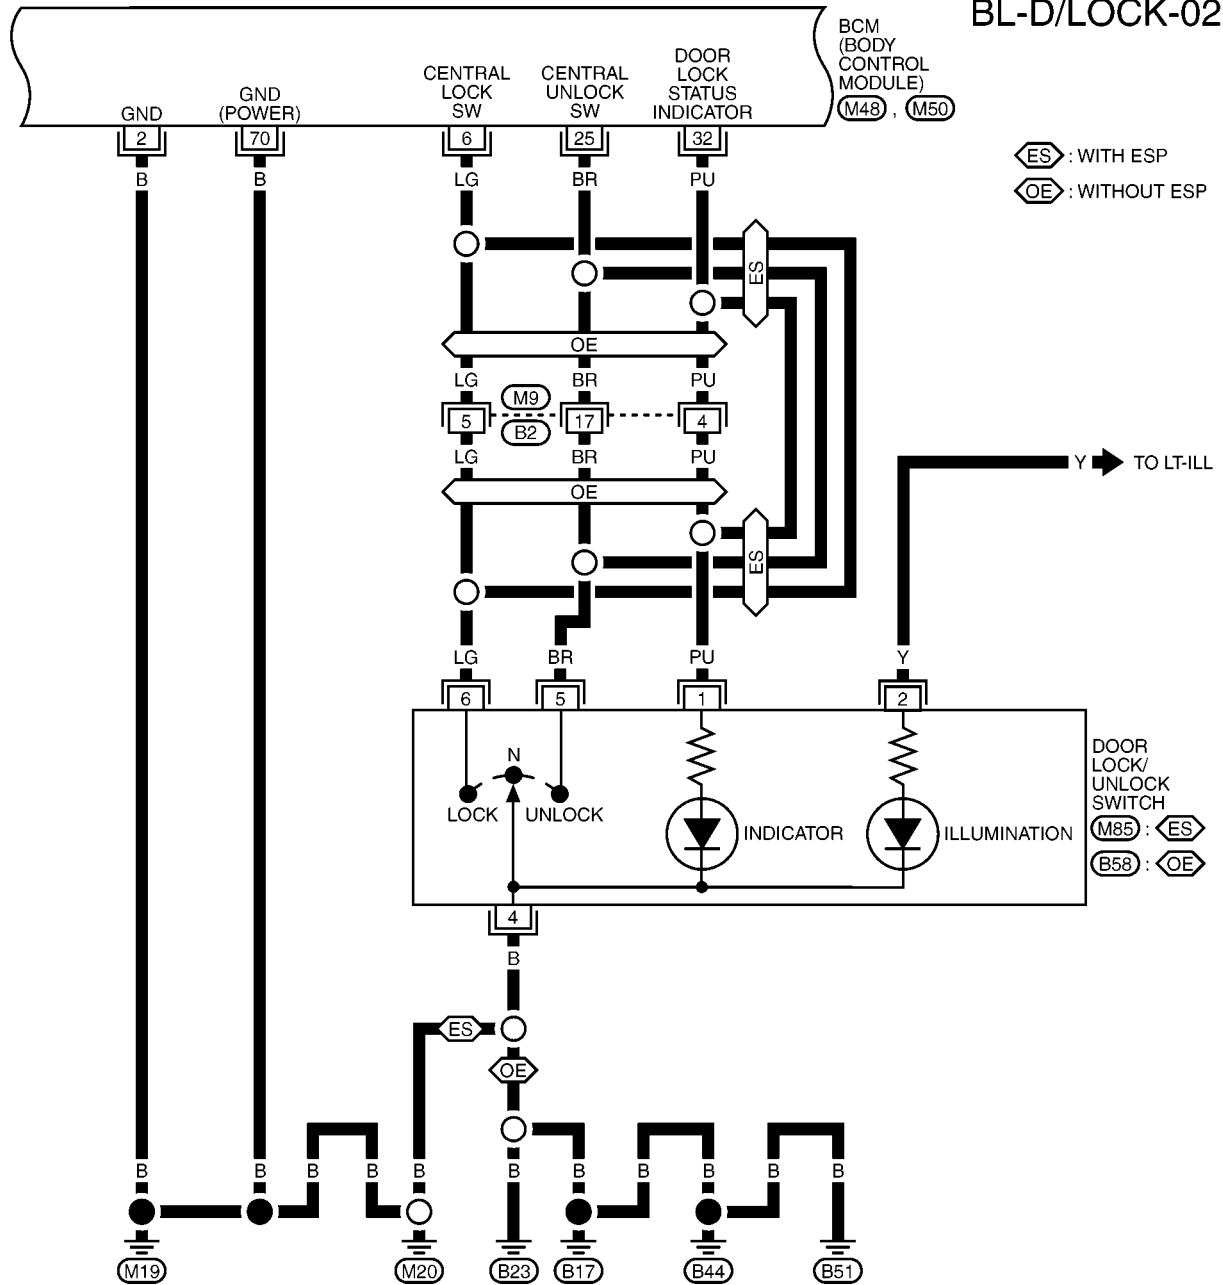 BL-D/LOCK-02
BCM
(BODY
CONTROL
MODULE)
M48 , M50
GND
GND
(POWER)
CENTRAL
LOCK
SW
CENTRAL
UNLOCK
SW
DOOR
LOCK
STATUS
INDICATOR
2 70 6 25 32
B B LG BR PU
ES : WITH ESP
OE : WITHOUT ESP
ES
OE
LG BR PU
M9
5 17 4
B2
LG BR PU
Y TO LT-ILL
OE
ES
LG BR PU Y
6 5 1 2
N
LOCK UNLOCK
INDICATOR
ILLUMINATION
DOOR
LOCK/
UNLOCK
SWITCH
M85 : ES
B58 : OE
4
B
ES
OE
B B B B B B B B B B B
M19 M20 B23 B17 B44 B51